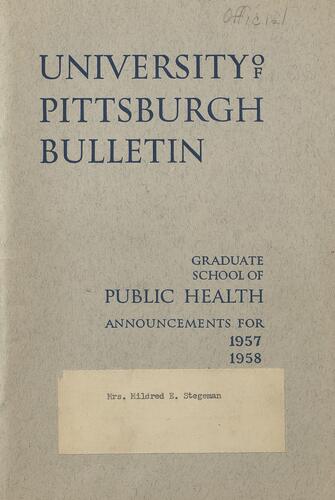 Official
UNIVERSITY OF
PITTSBURGH
BULLETIN
GRADUATE
SCHOOL OF
PUBLIC HEALTH
ANNOUNCEMENTS FOR
1957
1958
Mrs. Mildred E. Stegeman